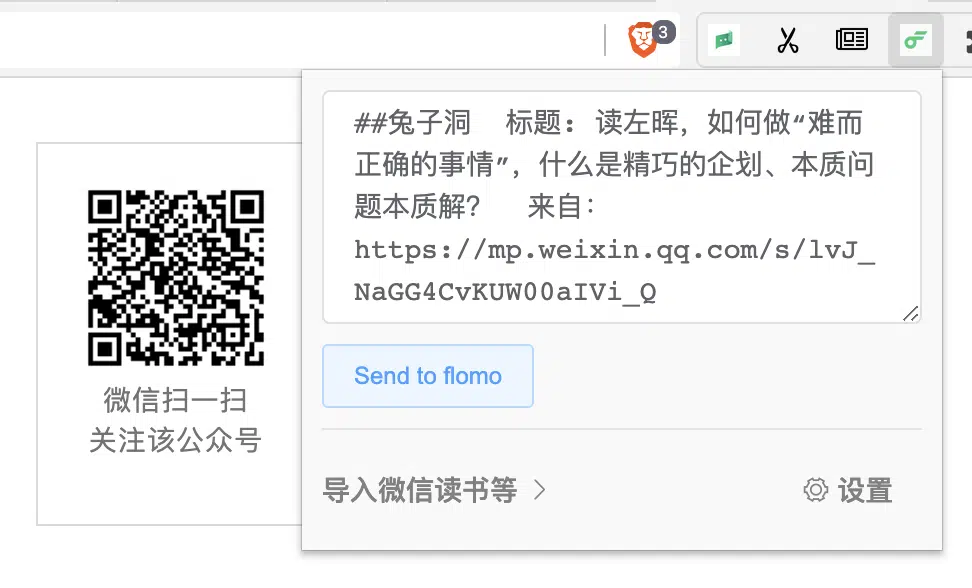 3
##兔子洞 标题: 读左晖，如何做“难而
正确的事情”，什么是精巧的企划、本质问
题本质解？ 来自:
https://mp.weixin.qq.com/s/lvJ_
NaGG4CvKUW00aIVi_Q
Send to flomo
导入微信读书等
设置
微信扫一扫
关注该公众号